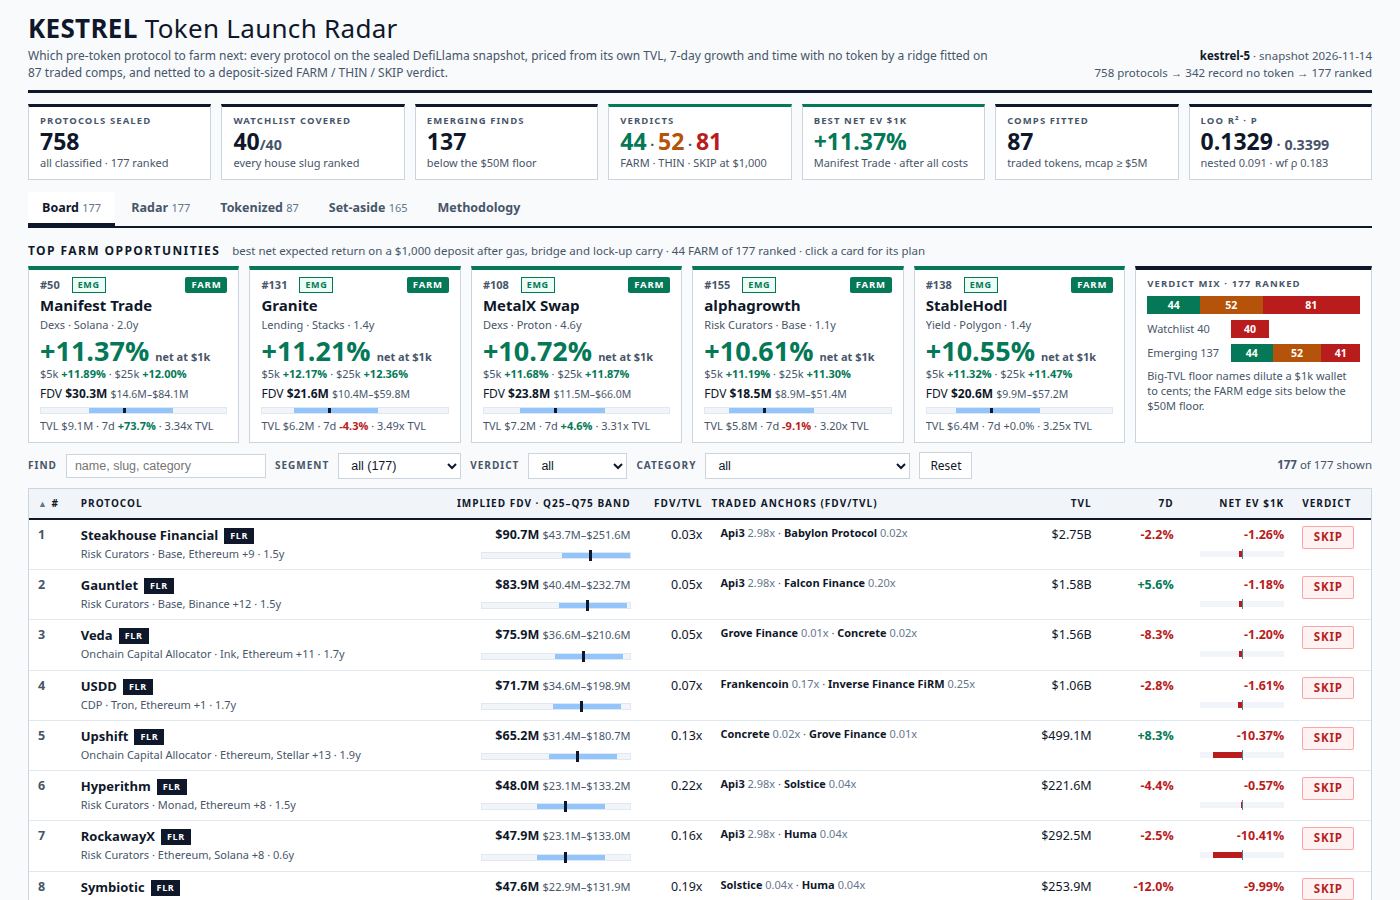 KESTREL Token Launch Radar
Which pre-token protocol to farm next: every protocol on the sealed DefiLlama snapshot, priced from its own TVL, 7-day growth and time with no token by a ridge fitted on
87 traded comps, and netted to a deposit-sized FARM / THIN / SKIP verdict.
kestrel-5 · snapshot 2026-11-14
758 protocols → 342 record no token → 177 ranked
PROTOCOLS SEALED
758
all classified · 177 ranked
WATCHLIST COVERED
40/40
every house slug ranked
EMERGING FINDS
137
below the $50M floor
VERDICTS
44 · 52 · 81
FARM · THIN · SKIP at $1,000
BEST NET EV $1K
+11.37%
Manifest Trade · after all costs
COMPS FITTED
87
traded tokens, mcap ≥ $5M
LOO R² · P
0.1329 · 0.3399
nested 0.091 · wf ρ 0.183
Board 177 Radar 177 Tokenized 87 Set-aside 165 Methodology
TOP FARM OPPORTUNITIES best net expected return on a $1,000 deposit after gas, bridge and lock-up carry · 44 FARM of 177 ranked · click a card for its plan
#50 EMG FARM
Manifest Trade
Dexs · Solana · 2.0y
+11.37% net at $1k
$5k +11.89% · $25k +12.00%
FDV $30.3M $14.6M–$84.1M
TVL $9.1M · 7d +73.7% · 3.34x TVL
#131 EMG FARM
Granite
Lending · Stacks · 1.4y
+11.21% net at $1k
$5k +12.17% · $25k +12.36%
FDV $21.6M $10.4M–$59.8M
TVL $6.2M · 7d -4.3% · 3.49x TVL
#108 EMG FARM
MetalX Swap
Dexs · Proton · 4.6y
+10.72% net at $1k
$5k +11.68% · $25k +11.87%
FDV $23.8M $11.5M–$66.0M
TVL $7.2M · 7d +4.6% · 3.31x TVL
#155 EMG FARM
alphagrowth
Risk Curators · Base · 1.1y
+10.61% net at $1k
$5k +11.19% · $25k +11.30%
FDV $18.5M $8.9M–$51.4M
TVL $5.8M · 7d -9.1% · 3.20x TVL
#138 EMG FARM
StableHodl
Yield · Polygon · 1.4y
+10.55% net at $1k
$5k +11.32% · $25k +11.47%
FDV $20.6M $9.9M–$57.2M
TVL $6.4M · 7d +0.0% · 3.25x TVL
VERDICT MIX · 177 RANKED
44 52 81
Watchlist 40 40
Emerging 137 44 52 41
Big-TVL floor names dilute a $1k wallet
to cents; the FARM edge sits below the
$50M floor.
FIND name, slug, category SEGMENT all (177) VERDICT all CATEGORY all Reset 177 of 177 shown
▲ # PROTOCOL IMPLIED FDV · Q25–Q75 BAND FDV/TVL TRADED ANCHORS (FDV/TVL) TVL 7D NET EV $1K VERDICT
1 Steakhouse Financial FLR $90.7M $43.7M–$251.6M 0.03x Api3 2.98x · Babylon Protocol 0.02x $2.75B -2.2% -1.26% SKIP
Risk Curators · Base, Ethereum +9 · 1.5y
2 Gauntlet FLR $83.9M $40.4M–$232.7M 0.05x Api3 2.98x · Falcon Finance 0.20x $1.58B +5.6% -1.18% SKIP
Risk Curators · Base, Binance +12 · 1.5y
3 Veda FLR $75.9M $36.6M–$210.6M 0.05x Grove Finance 0.01x · Concrete 0.02x $1.56B -8.3% -1.20% SKIP
Onchain Capital Allocator · Ink, Ethereum +11 · 1.7y
4 USDD FLR $71.7M $34.6M–$198.9M 0.07x Frankencoin 0.17x · Inverse Finance FiRM 0.25x $1.06B -2.8% -1.61% SKIP
CDP · Tron, Ethereum +1 · 1.7y
5 Upshift FLR $65.2M $31.4M–$180.7M 0.13x Concrete 0.02x · Grove Finance 0.01x $499.1M +8.3% -10.37% SKIP
Onchain Capital Allocator · Ethereum, Stellar +13 · 1.9y
6 Hyperithm FLR $48.0M $23.1M–$133.2M 0.22x Api3 2.98x · Solstice 0.04x $221.6M -4.4% -0.57% SKIP
Risk Curators · Monad, Ethereum +8 · 1.5y
7 RockawayX FLR $47.9M $23.1M–$133.0M 0.16x Api3 2.98x · Huma 0.04x $292.5M -2.5% -10.41% SKIP
Risk Curators · Ethereum, Solana +8 · 0.6y
8 Symbiotic FLR $47.6M $22.9M–$131.9M 0.19x Solstice 0.04x · Huma 0.04x $253.9M -12.0% -9.99% SKIP